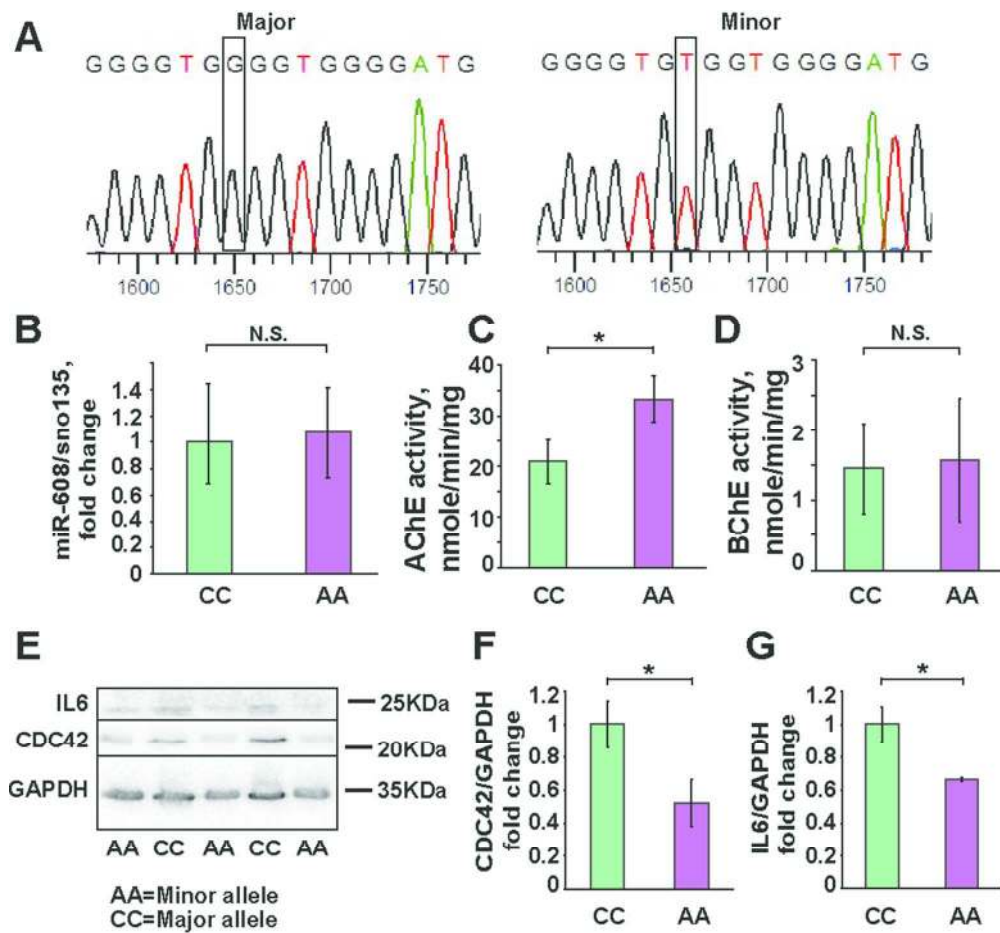 A
Major
Minor
G G G G T G G G G T G G G G A T G
G G G G T G T G G T G G G G A T G
1600 1650 1700 1750
1600 1650 1700 1750
B
N.S.
miR-608/sno135,
fold change
1.4
1.2
1
0.8
0.6
0.4
0.2
0
CC AA
C
*
AChE activity,
nmole/min/mg
40
30
20
10
0
CC AA
D
N.S.
BChE activity,
nmole/min/mg
3
2
1
0
CC AA
E
IL6
25KDa
CDC42
20KDa
GAPDH
35KDa
AA CC AA CC AA
AA=Minor allele
CC=Major allele
F
*
CDC42/GAPDH
fold change
1.2
1
0.8
0.6
0.4
0.2
0
CC AA
G
*
IL6/GAPDH
fold change
1.2
1
0.8
0.6
0.4
0.2
0
CC AA